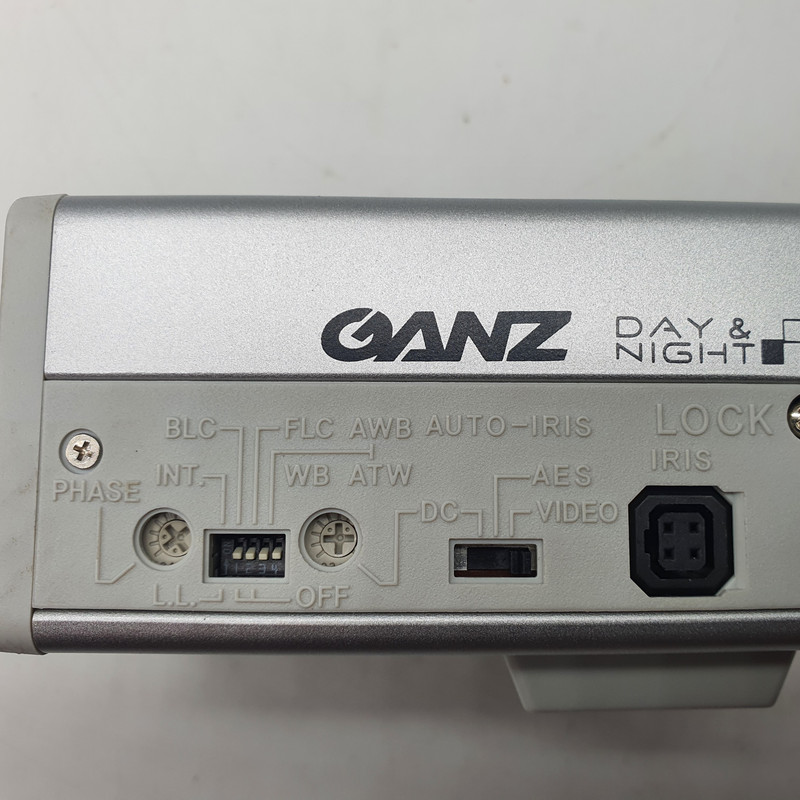 GANZ
DAY &
NIGHT
BLC FLC AWB AUTO-IRIS LOCK
INT. WB ATW AES IRIS
PHASE DC VIDEO
1 2 3 4
L.L. OFF